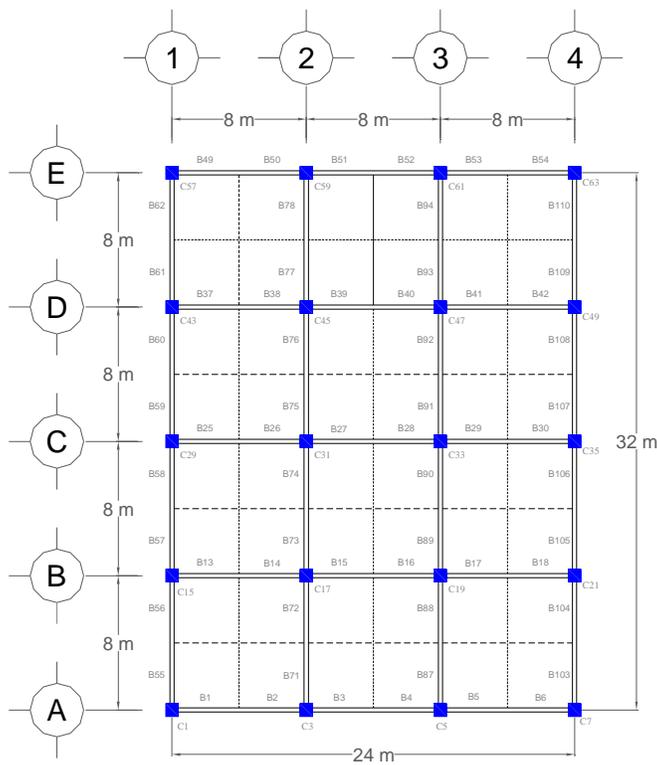 1 2 3 4
8 m 8 m 8 m
B49 B50 B51 B52 B53 B54
E
C57 C59 C61 C63
B62 B78 B94 B110
8 m
B61 B77 B93 B109
B37 B38 B39 B40 B41 B42
D
C43 C45 C47 C49
B60 B76 B92 B108
8 m
B59 B75 B91 B107
B25 B26 B27 B28 B29 B30
C 32 m
C29 C31 C33 C35
B58 B74 B90 B106
8 m
B57 B73 B89 B105
B13 B14 B15 B16 B17 B18
B
C15 C17 C19 C21
B56 B72 B88 B104
8 m
B55 B71 B87 B103
B1 B2 B3 B4 B5 B6
A
C1 C3 C5 C7
24 m